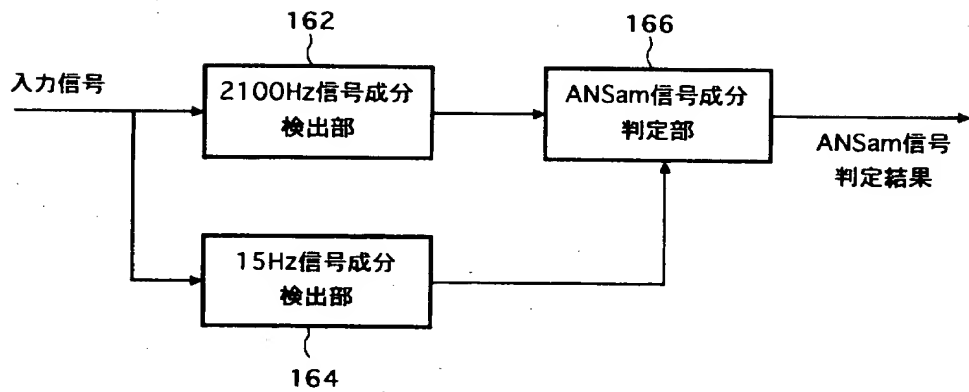 162
166
入力信号
2100Hz信号成分
検出部
ANSam信号成分
判定部
ANSam信号
判定結果
15Hz信号成分
検出部
164